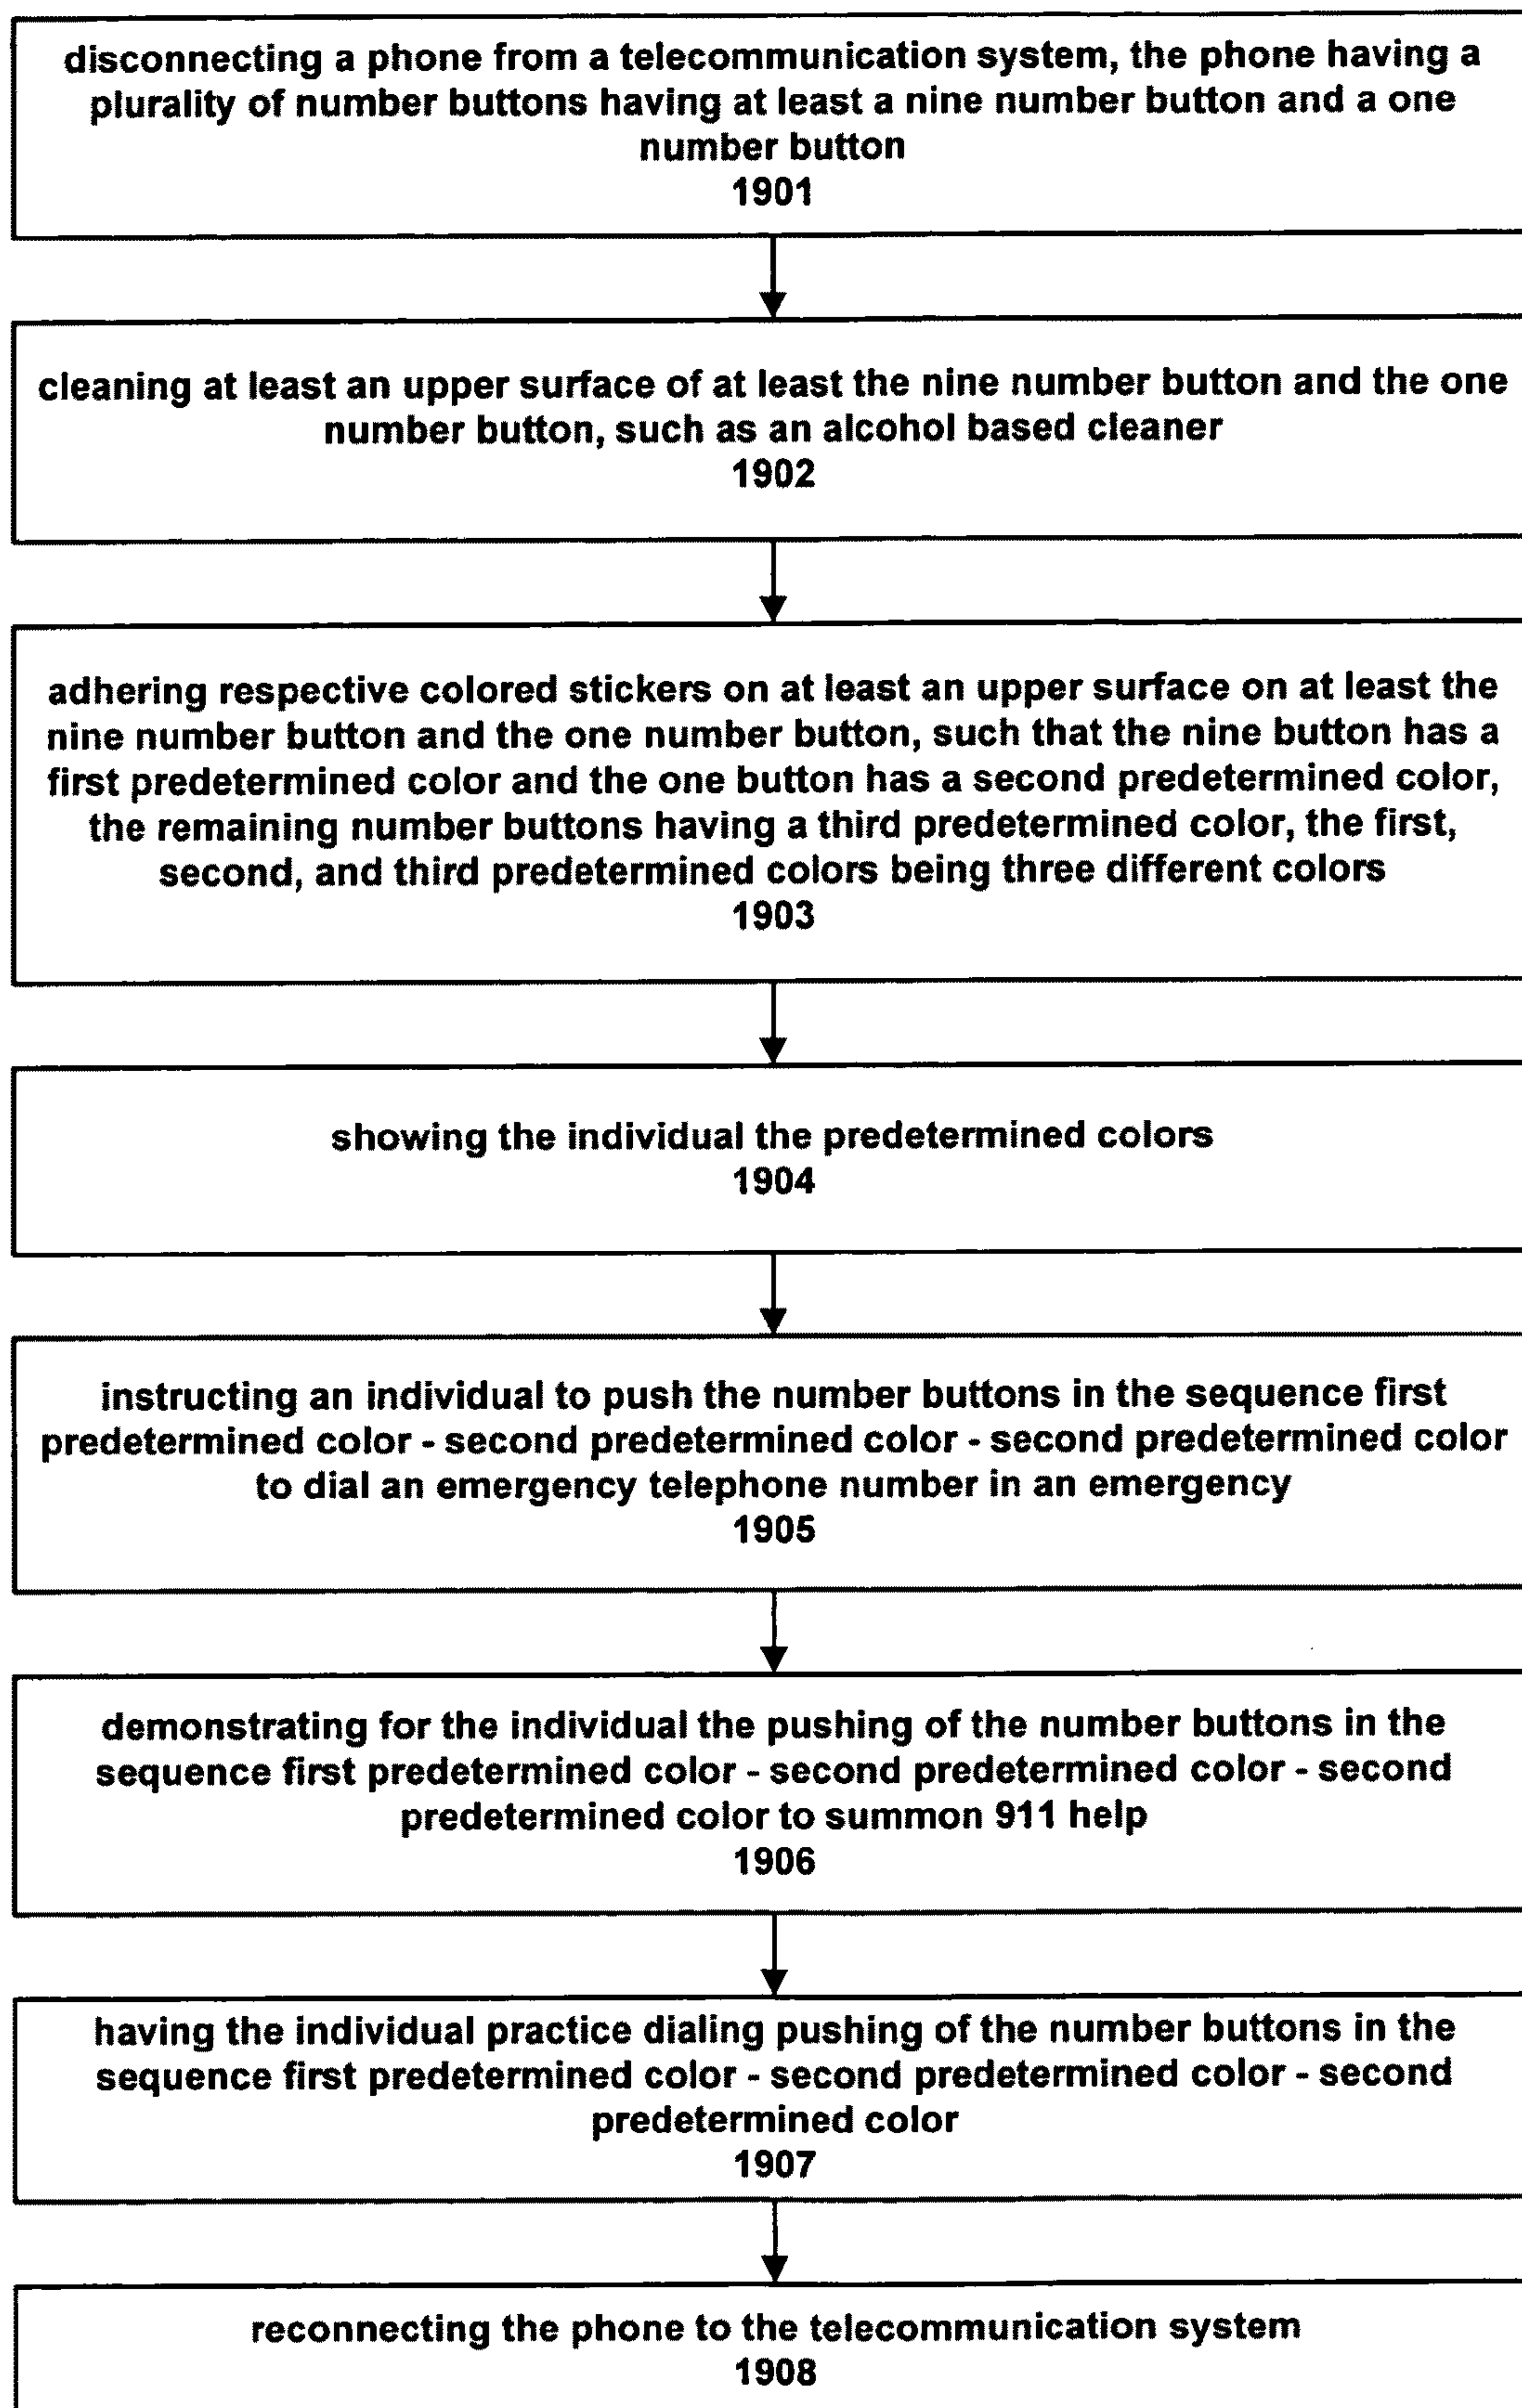 disconnecting a phone from a telecommunication system, the phone having a
plurality of number buttons having at least a nine number button and a one
number button
1901
cleaning at least an upper surface of at least the nine number button and the one
number button, such as an alcohol based cleaner
1902
adhering respective colored stickers on at least an upper surface on at least the
nine number button and the one number button, such that the nine button has a
first predetermined color and the one button has a second predetermined color,
the remaining number buttons having a third predetermined color, the first,
second, and third predetermined colors being three different colors
1903
showing the individual the predetermined colors
1904
instructing an individual to push the number buttons in the sequence first
predetermined color - second predetermined color - second predetermined color
to dial an emergency telephone number in an emergency
1905
demonstrating for the individual the pushing of the number buttons in the
sequence first predetermined color - second predetermined color - second
predetermined color to summon 911 help
1906
having the individual practice dialing pushing of the number buttons in the
sequence first predetermined color - second predetermined color - second
predetermined color
1907
reconnecting the phone to the telecommunication system
1908